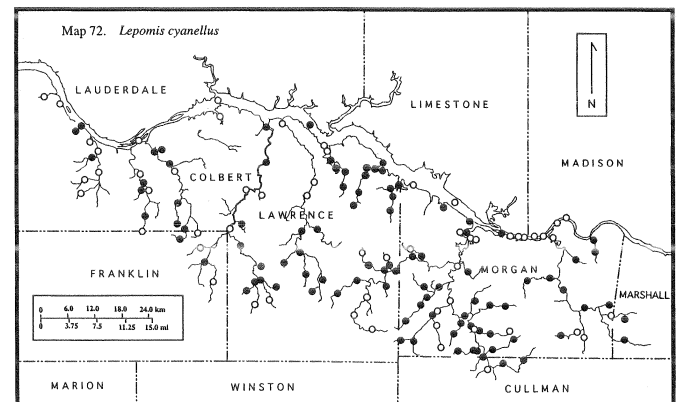 Map 72. Lepomis cyanellus
LAUDERDALE
LIMESTONE
N
MADISON
COLBERT
LAWRENCE
FRANKLIN
MORGAN
MARSHALL
0 6.0 12.0 18.0 24.0 km
0 3.75 7.5 11.25 15.0 mi
MARION
WINSTON
CULLMAN